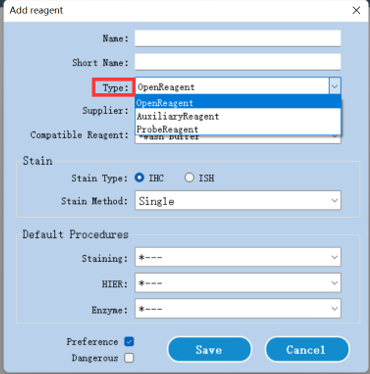 Add reagent
Name:
Short Name:
Type: OpenReagent
OpenReagent
Supplier:
AuxiliaryReagent
ProbeReagent
Compatible Reagent: *Wash Buffer
Stain
Stain Type: IHC ISH
Stain Method: Single
Default Procedures
Staining: *---
HIER: *---
Enzyme: *---
Preference
Dangerous
Save Cancel